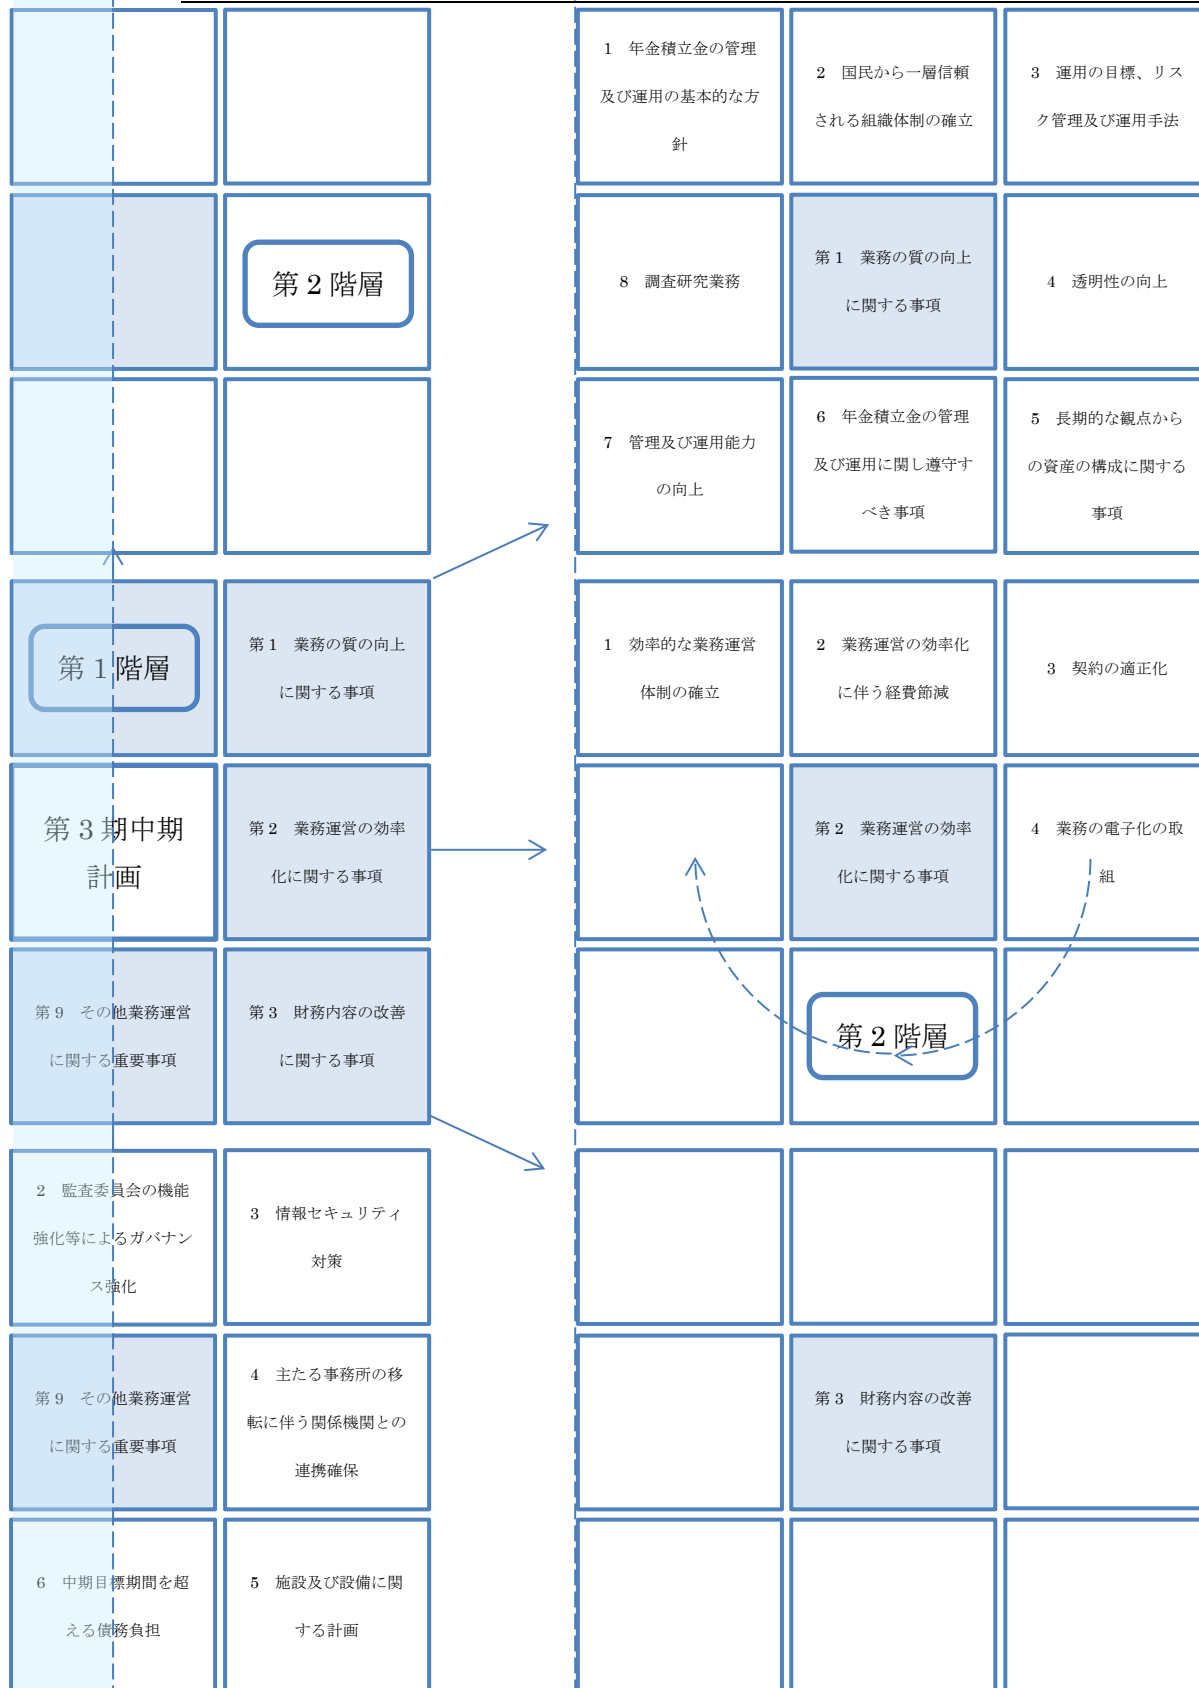 1　年金積立金の管理
及び運用の基本的な方
針
2　国民から一層信頼
される組織体制の確立
3　運用の目標、リス
ク管理及び運用手法
第2階層
8　調査研究業務
第1　業務の質の向上
に関する事項
4　透明性の向上
7　管理及び運用能力
の向上
6　年金積立金の管理
及び運用に関し遵守す
べき事項
5　長期的な観点から
の資産の構成に関する
事項
第1階層
第1　業務の質の向上
に関する事項
1　効率的な業務運営
体制の確立
2　業務運営の効率化
に伴う経費節減
3　契約の適正化
第3期中期
計画
第2　業務運営の効率
化に関する事項
第2　業務運営の効率
化に関する事項
4　業務の電子化の取
組
第9　その他業務運営
に関する重要事項
第3　財務内容の改善
に関する事項
第2階層
2　監査委員会の機能
強化等によるガバナン
ス強化
3　情報セキュリティ
対策
第9　その他業務運営
に関する重要事項
4　主たる事務所の移
転に伴う関係機関との
連携確保
第3　財務内容の改善
に関する事項
6　中期目標期間を超
える債務負担
5　施設及び設備に関
する計画